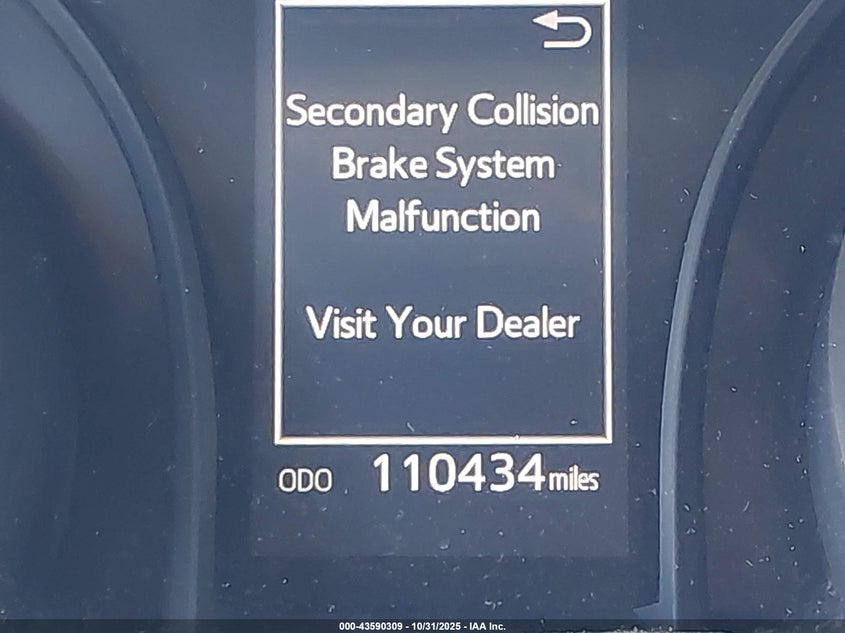 Secondary Collision
Brake System
Malfunction
Visit Your Dealer
ODO 110434 miles
000-43590309 - 10/31/2025 - IAA Inc.